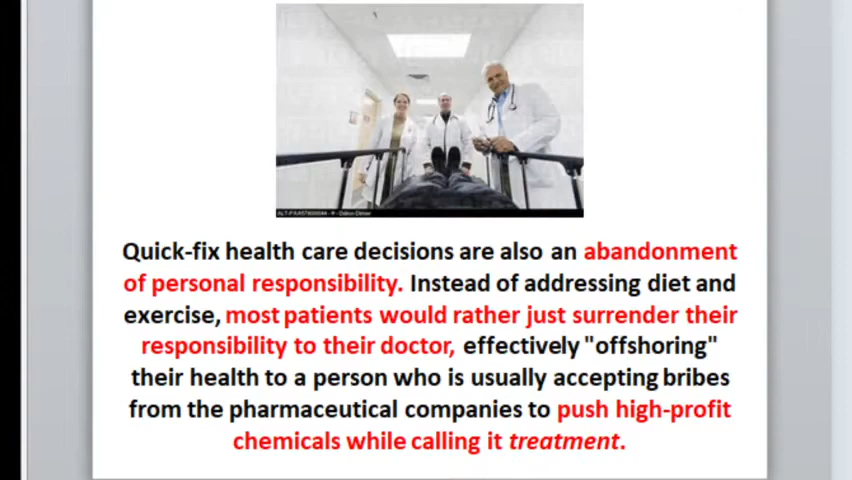 Quick-fix health care decisions are also an abandonment
of personal responsibility. Instead of addressing diet and
exercise, most patients would rather just surrender their
responsibility to their doctor, effectively "offshoring"
their health to a person who is usually accepting bribes
from the pharmaceutical companies to push high-profit
chemicals while calling it treatment.